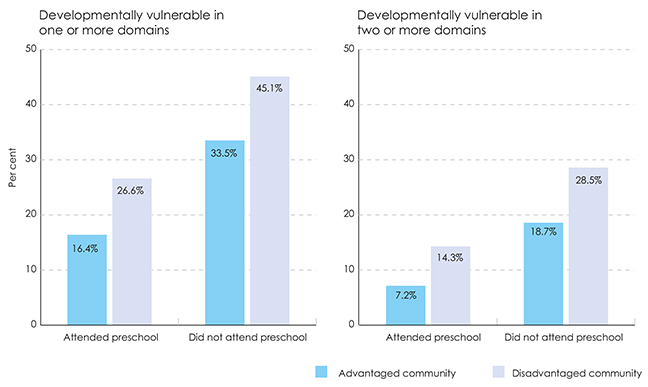 Developmentally vulnerable in
one or more domains
50
40
30
20
10
0
Per cent
16.4%
26.6%
33.5%
45.1%
Attended preschool
Did not attend preschool
Developmentally vulnerable in
two or more domains
50
40
30
20
10
0
7.2%
14.3%
18.7%
28.5%
Attended preschool
Did not attend preschool
Advantaged community
Disadvantaged community